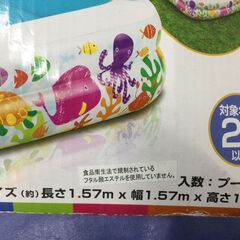 対象
2
以
食品衛生法で規制されている
フタル酸エステルを使用していません。
入数:プー
イズ(約)長さ1.57m x 幅1.57m x 高さ1